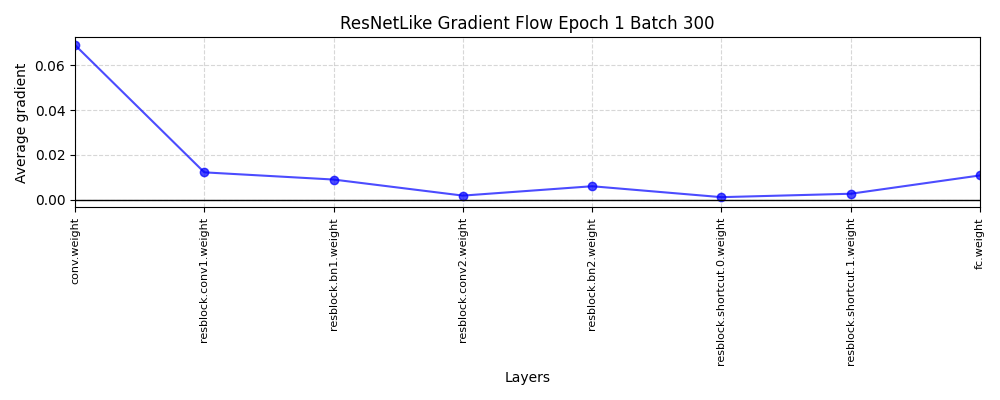 ResNetLike Gradient Flow Epoch 1 Batch 300
Average gradient
0.06
0.04
0.02
0.00
conv.weight
resblock.conv1.weight
resblock.bn1.weight
resblock.conv2.weight
resblock.bn2.weight
resblock.shortcut.0.weight
resblock.shortcut.1.weight
fc.weight
Layers